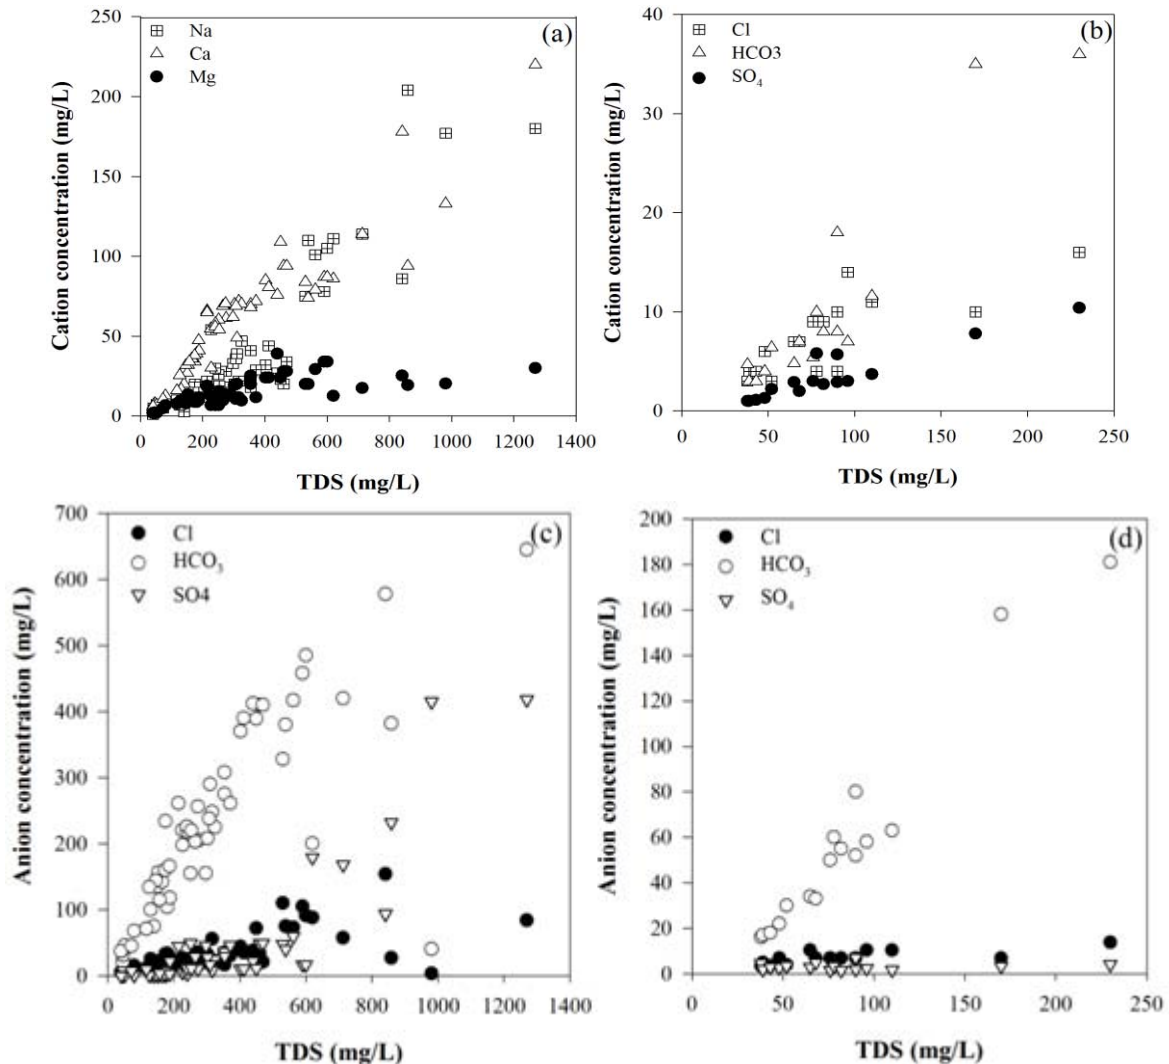 (a)
Na
Ca
Mg
250
200
150
100
50
0
Cation concentration (mg/L)
0 200 400 600 800 1000 1200 1400
TDS (mg/L)
(b)
Cl
HCO3
SO₄
40
30
20
10
0
Cation concentration (mg/L)
0 50 100 150 200 250
TDS (mg/L)
(c)
Cl
HCO₃
SO4
700
600
500
400
300
200
100
0
Anion concentration (mg/L)
0 200 400 600 800 1000 1200 1400
TDS (mg/L)
(d)
Cl
HCO₃
SO₄
200
180
160
140
120
100
80
60
40
20
0
Anion concentration (mg/L)
0 50 100 150 200 250
TDS (mg/L)